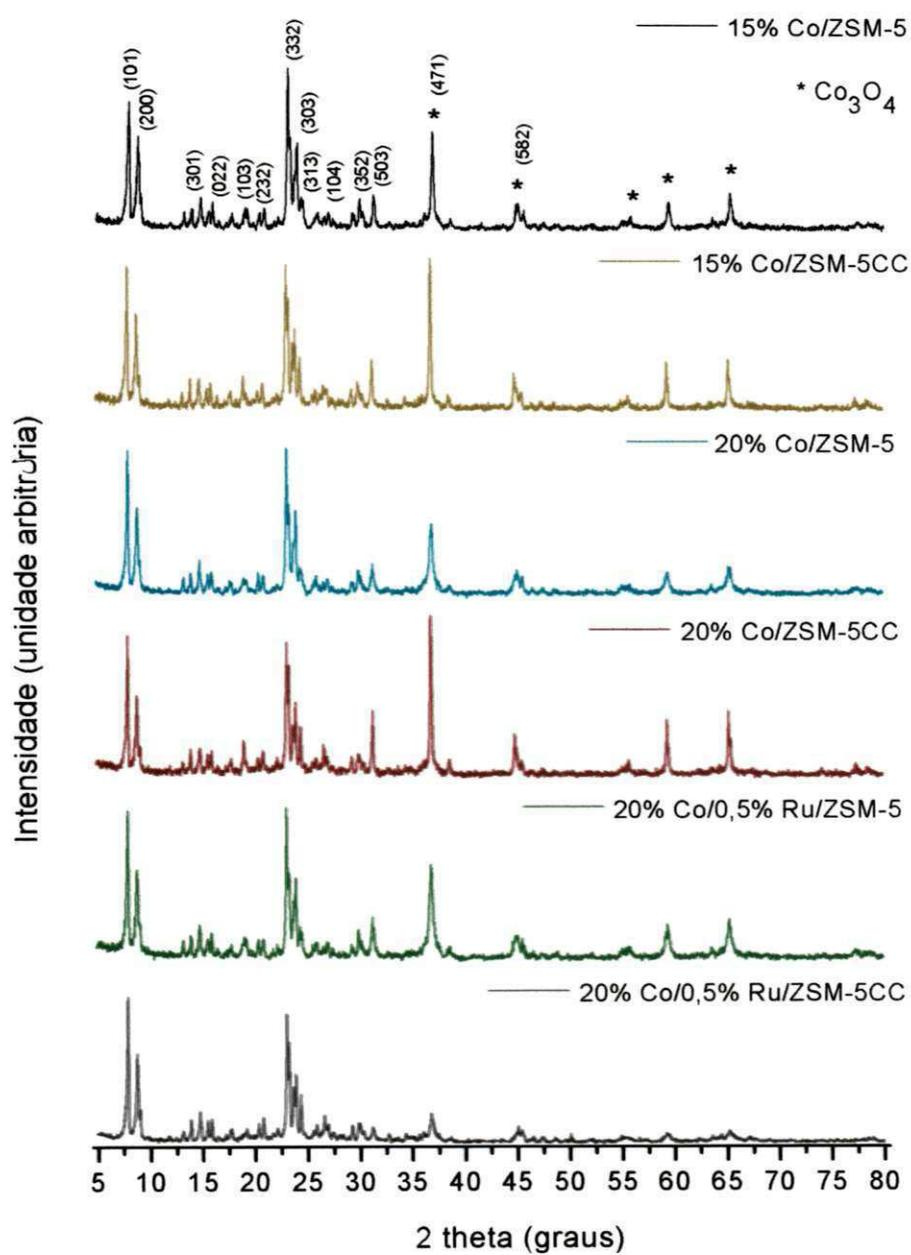 15% Co/ZSM-5
* Co3O4
(101)
(200)
(301)
(022)
(103)
(232)
(332)
(303)
(313)
(104)
(352)
(503)
* (471)
* (582)
*
*
*
15% Co/ZSM-5CC
20% Co/ZSM-5
20% Co/ZSM-5CC
20% Co/0,5% Ru/ZSM-5
20% Co/0,5% Ru/ZSM-5CC
Intensidade (unidade arbitrária)
5 10 15 20 25 30 35 40 45 50 55 60 65 70 75 80
2 theta (graus)